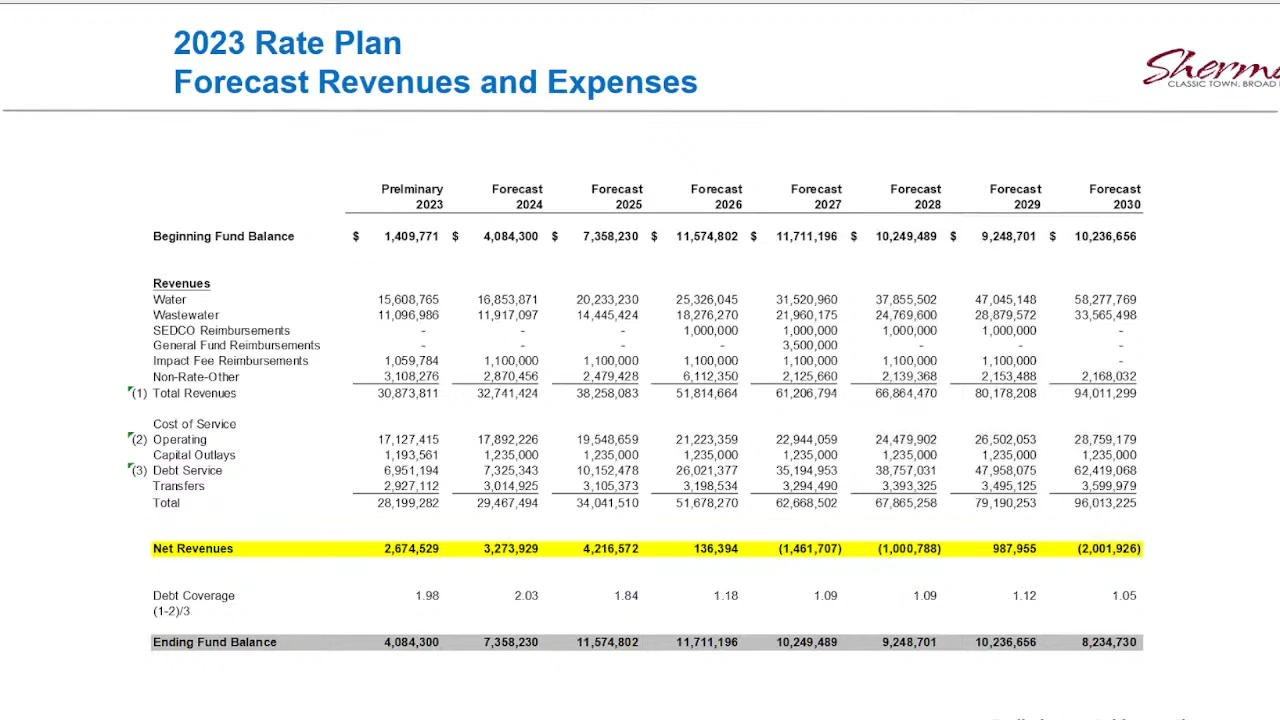 2023 Rate Plan
Forecast Revenues and Expenses
CLASSIC TOWN. BROAD
Prelminary Forecast Forecast Forecast Forecast Forecast Forecast Forecast
2023 2024 2025 2026 2027 2028 2029 2030
Beginning Fund Balance $ 1,409,771 $ 4,084,300 $ 7,358,230 $ 11,574,802 $ 11,711,196 $ 10,249,489 $ 9,248,701 $ 10,236,656
Revenues
Water 15,608,765 16,853,871 20,233,230 25,326,045 31,520,960 37,855,502 47,045,148 58,277,769
Wastewater 11,096,986 11,917,097 14,445,424 18,276,270 21,960,175 24,769,600 28,879,572 33,565,498
SEDCO Reimbursements - - - 1,000,000 1,000,000 1,000,000 1,000,000 -
General Fund Reimbursements - - - - 3,500,000 - - -
Impact Fee Reimbursements 1,059,784 1,100,000 1,100,000 1,100,000 1,100,000 1,100,000 1,100,000 -
Non-Rate-Other 3,108,276 2,870,456 2,479,428 6,112,350 2,125,660 2,139,368 2,153,488 2,168,032
(1) Total Revenues 30,873,811 32,741,424 38,258,083 51,814,664 61,206,794 66,864,470 80,178,208 94,011,299
Cost of Service
(2) Operating 17,127,415 17,892,226 19,548,659 21,223,359 22,944,059 24,479,902 26,502,053 28,759,179
Capital Outlays 1,193,561 1,235,000 1,235,000 1,235,000 1,235,000 1,235,000 1,235,000 1,235,000
(3) Debt Service 6,951,194 7,325,343 10,152,478 26,021,377 35,194,953 38,757,031 47,958,075 62,419,068
Transfers 2,927,112 3,014,925 3,105,373 3,198,534 3,294,490 3,393,325 3,495,125 3,599,979
Total 28,199,282 29,467,494 34,041,510 51,678,270 62,668,502 67,865,258 79,190,253 96,013,225
Net Revenues 2,674,529 3,273,929 4,216,572 136,394 (1,461,707) (1,000,788) 987,955 (2,001,926)
Debt Coverage 1.98 2.03 1.84 1.18 1.09 1.09 1.12 1.05
(1-2)/3
Ending Fund Balance 4,084,300 7,358,230 11,574,802 11,711,196 10,249,489 9,248,701 10,236,656 8,234,730